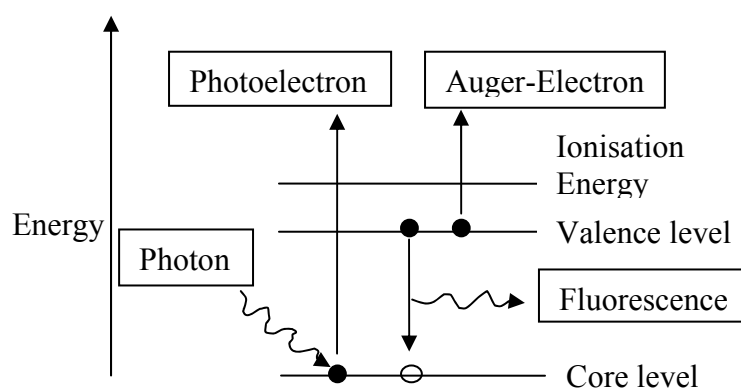 Photoelectron
Auger-Electron
Ionisation
Energy
Energy
Valence level
Photon
Fluorescence
Core level